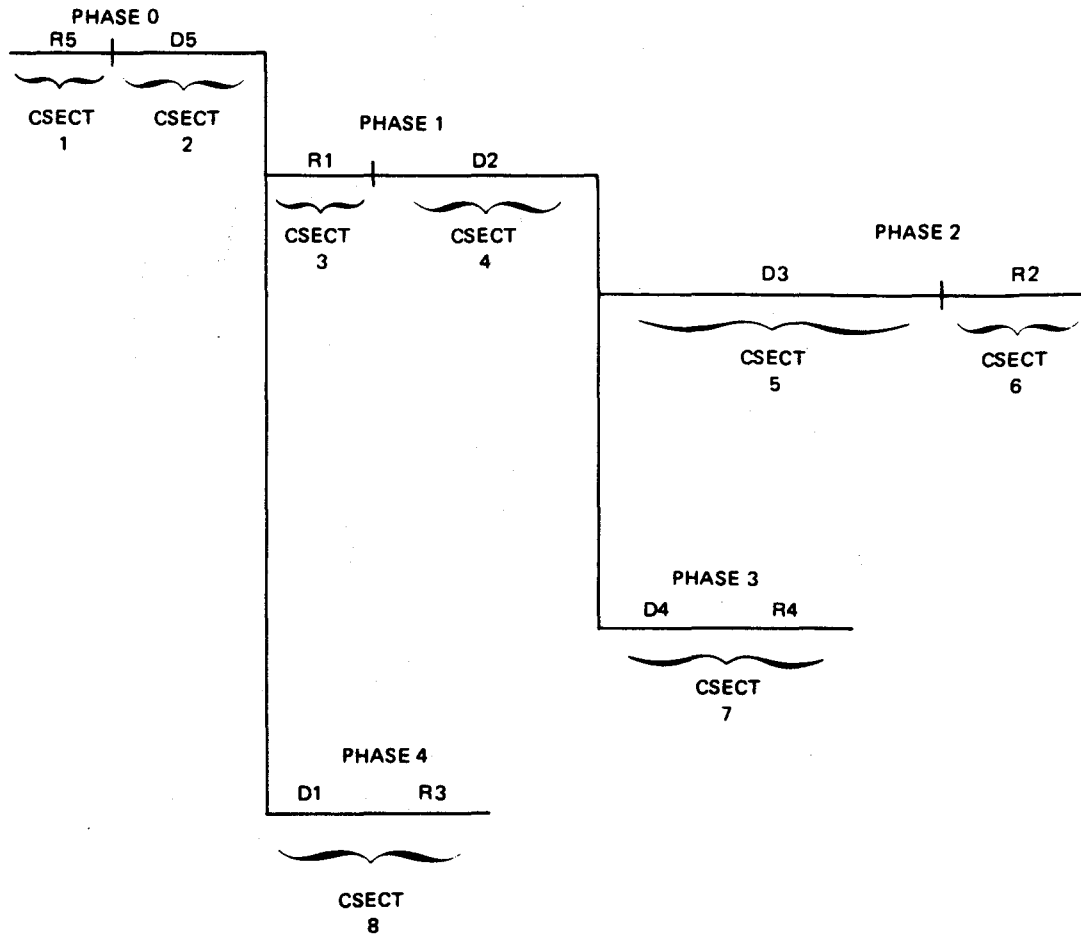 PHASE 0
R5 D5
CSECT
1
CSECT
2
PHASE 1
R1 D2
CSECT
3
CSECT
4
PHASE 2
D3 R2
CSECT
5
CSECT
6
PHASE 3
D4 R4
CSECT
7
PHASE 4
D1 R3
CSECT
8